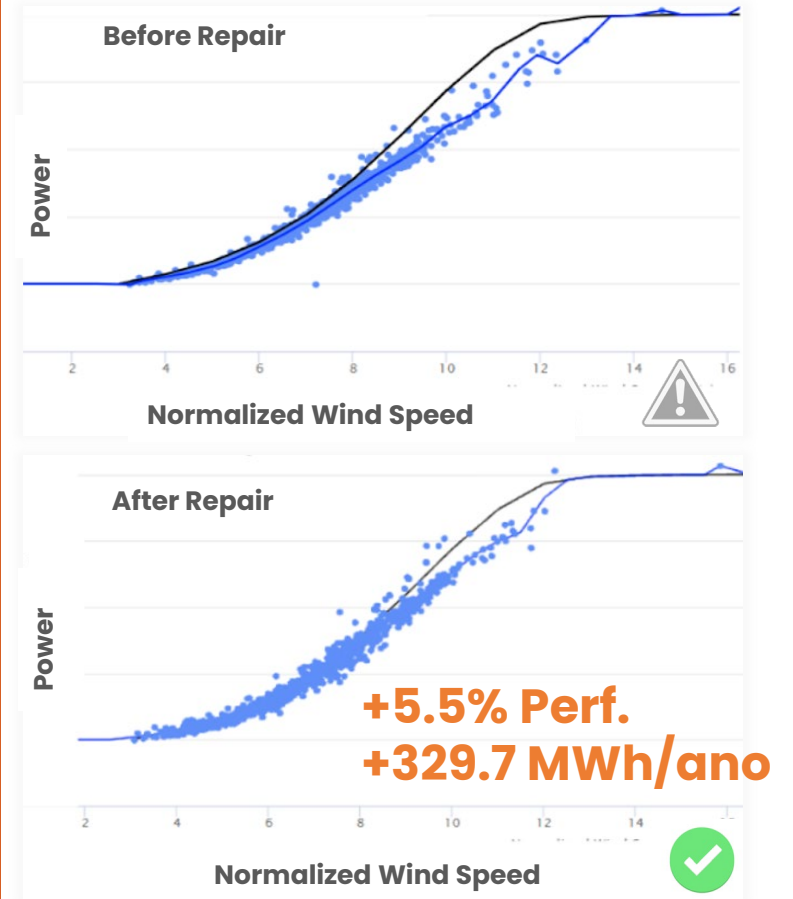 Before Repair
Power
2 4 6 8 10 12 14 16
Normalized Wind Speed
After Repair
Power
+5.5% Perf.
+329.7 MWh/ano
2 4 6 8 10 12 14
Normalized Wind Speed